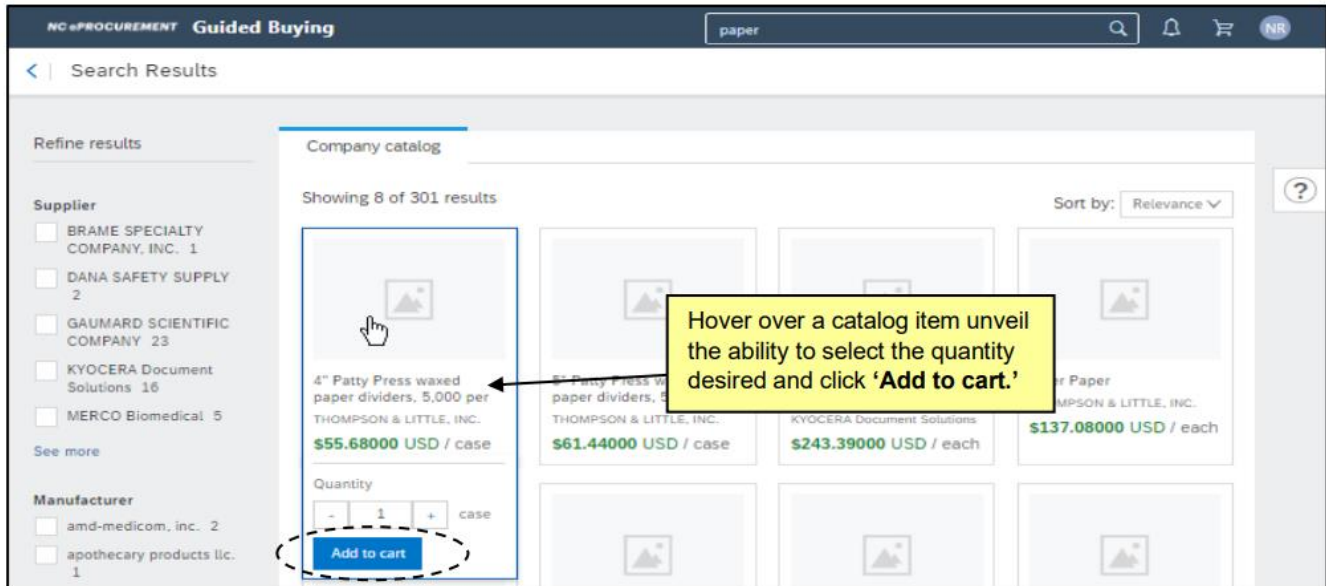 NC ePROCUREMENT Guided Buying
paper
NR
< | Search Results
Refine results
Supplier
BRAME SPECIALTY
COMPANY, INC. 1
DANA SAFETY SUPPLY
2
GAUMARD SCIENTIFIC
COMPANY 23
KYOCERA Document
Solutions 16
MERCO Biomedical 5
See more
Manufacturer
amd-medicom, inc. 2
apothecary products llc.
1
Company catalog
Showing 8 of 301 results
Sort by: Relevance
?
4" Patty Press waxed
paper dividers, 5,000 per
THOMPSON & LITTLE, INC.
$55.68000 USD / case
Quantity
- 1 + case
Add to cart
5" Patty Press
paper dividers,
THOMPSON & LITTLE, INC.
$61.44000 USD / case
KYOCERA Document Solutions
$243.39000 USD / each
Paper
LITTLE, INC.
$137.08000 USD / each
Hover over a catalog item unveil
the ability to select the quantity
desired and click ‘Add to cart.’